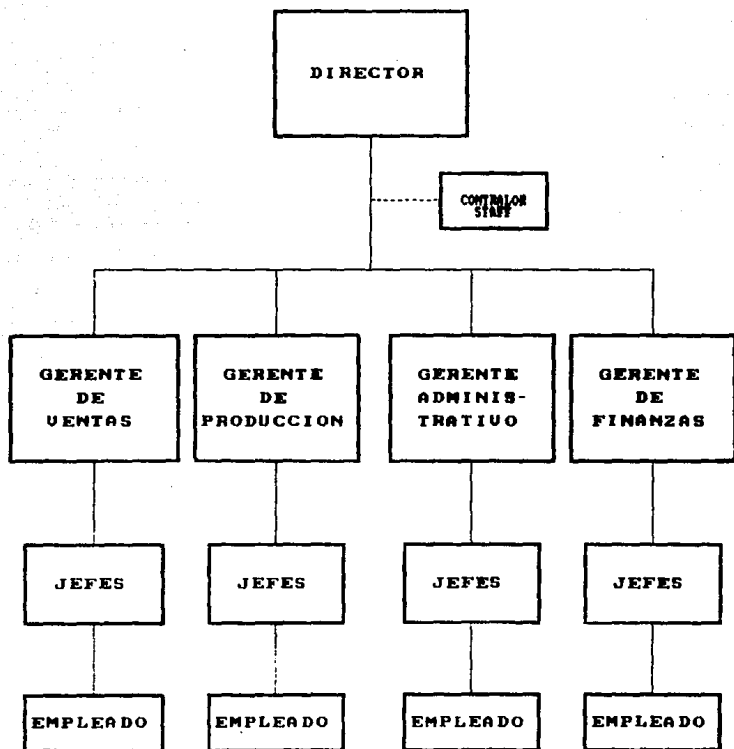 DIRECTOR
CONTRALOR
STAFF
GERENTE
DE
VENTAS
GERENTE
DE
PRODUCCION
GERENTE
ADMINIS-
TRATIVO
GERENTE
DE
FINANZAS
JEFES
JEFES
JEFES
JEFES
EMPLEADO
EMPLEADO
EMPLEADO
EMPLEADO